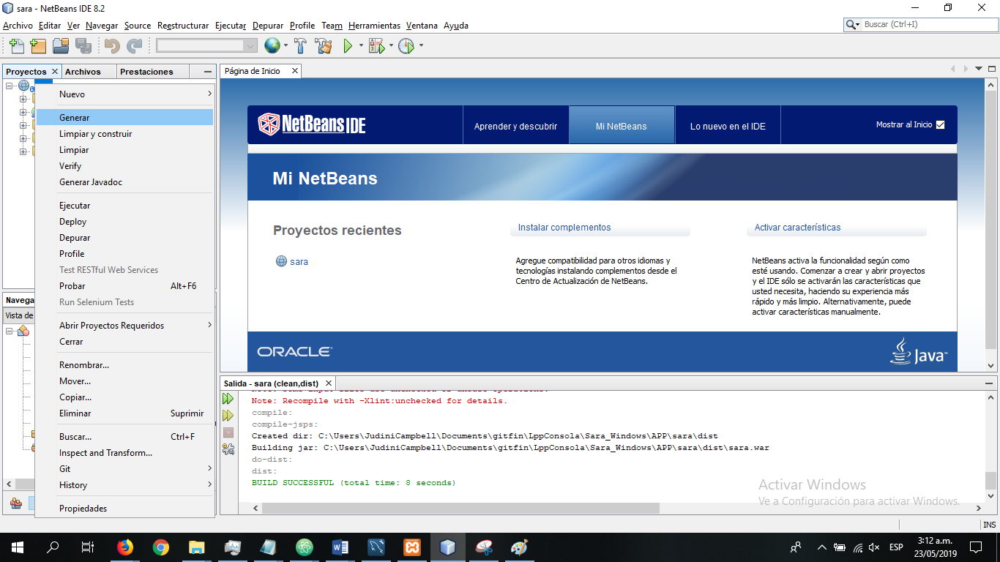 sara - NetBeans IDE 8.2
Archivo Editar Ver Navegar Source Reestructurar Ejecutar Depurar Profile Team Herramientas Ventana Ayuda
Buscar (Ctrl+I)
Proyectos Archivos Prestaciones
Página de Inicio
Nuevo
Generar
Limpiar y construir
Limpiar
Verify
Generar Javadoc
Ejecutar
Deploy
Depurar
Profile
Test RESTful Web Services
Probar Alt+F6
Run Selenium Tests
Abrir Proyectos Requeridos
Cerrar
Renombrar...
Mover...
Copiar...
Eliminar Suprimir
Buscar... Ctrl+F
Inspect and Transform...
Git
History
Propiedades
Navega
Vista de
NetBeans IDE
Aprender y descubrir
Mi NetBeans
Lo nuevo en el IDE
Mostrar al Inicio
Mi NetBeans
Proyectos recientes
sara
Instalar complementos
Agregue compatibilidad para otros idiomas y
tecnologías instalando complementos desde el
Centro de Actualización de NetBeans.
Activar características
NetBeans activa la funcionalidad según como
esté usando. Comenzar a crear y abrir proyectos
y el IDE sólo se activarán las características que
usted necesita, haciendo su experiencia más
rápido y más limpio. Alternativamente, puede
activar características manualmente.
ORACLE
Java
Salida - sara (clean,dist)
Note: Recompile with -Xlint:unchecked for details.
compile:
compile-jsps:
Created dir: C:\Users\JudiniCampbell\Documents\gitfin\LppConsola\Sara_Windows\APP\sara\dist
Building jar: C:\Users\JudiniCampbell\Documents\gitfin\LppConsola\Sara_Windows\APP\sara\dist\sara.war
do-dist:
dist:
BUILD SUCCESSFUL (total time: 8 seconds)
Activar Windows
Ve a Configuración para activar Windows.
INS
ESP
3:12 a.m.
23/05/2019